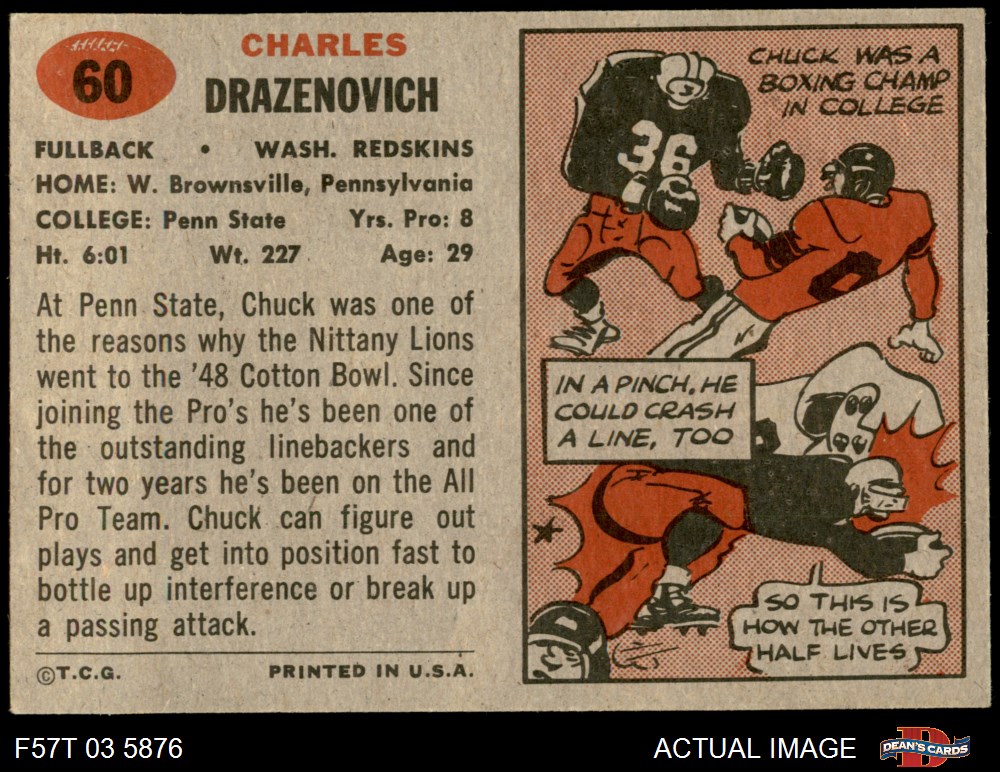 60
CHARLES
DRAZENOVICH
FULLBACK • WASH. REDSKINS
HOME: W. Brownsville, Pennsylvania
COLLEGE: Penn State Yrs. Pro: 8
Ht. 6:01 Wt. 227 Age: 29
At Penn State, Chuck was one of
the reasons why the Nittany Lions
went to the '48 Cotton Bowl. Since
joining the Pro's he's been one of
the outstanding linebackers and
for two years he's been on the All
Pro Team. Chuck can figure out
plays and get into position fast to
bottle up interference or break up
a passing attack.
©T.C.G. PRINTED IN U.S.A.
CHUCK WAS A
BOXING CHAMP
IN COLLEGE
36
IN A PINCH, HE
COULD CRASH
A LINE, TOO
SO THIS IS
HOW THE OTHER
HALF LIVES
F57T 03 5876
ACTUAL IMAGE
D
DEAN'S CARDS